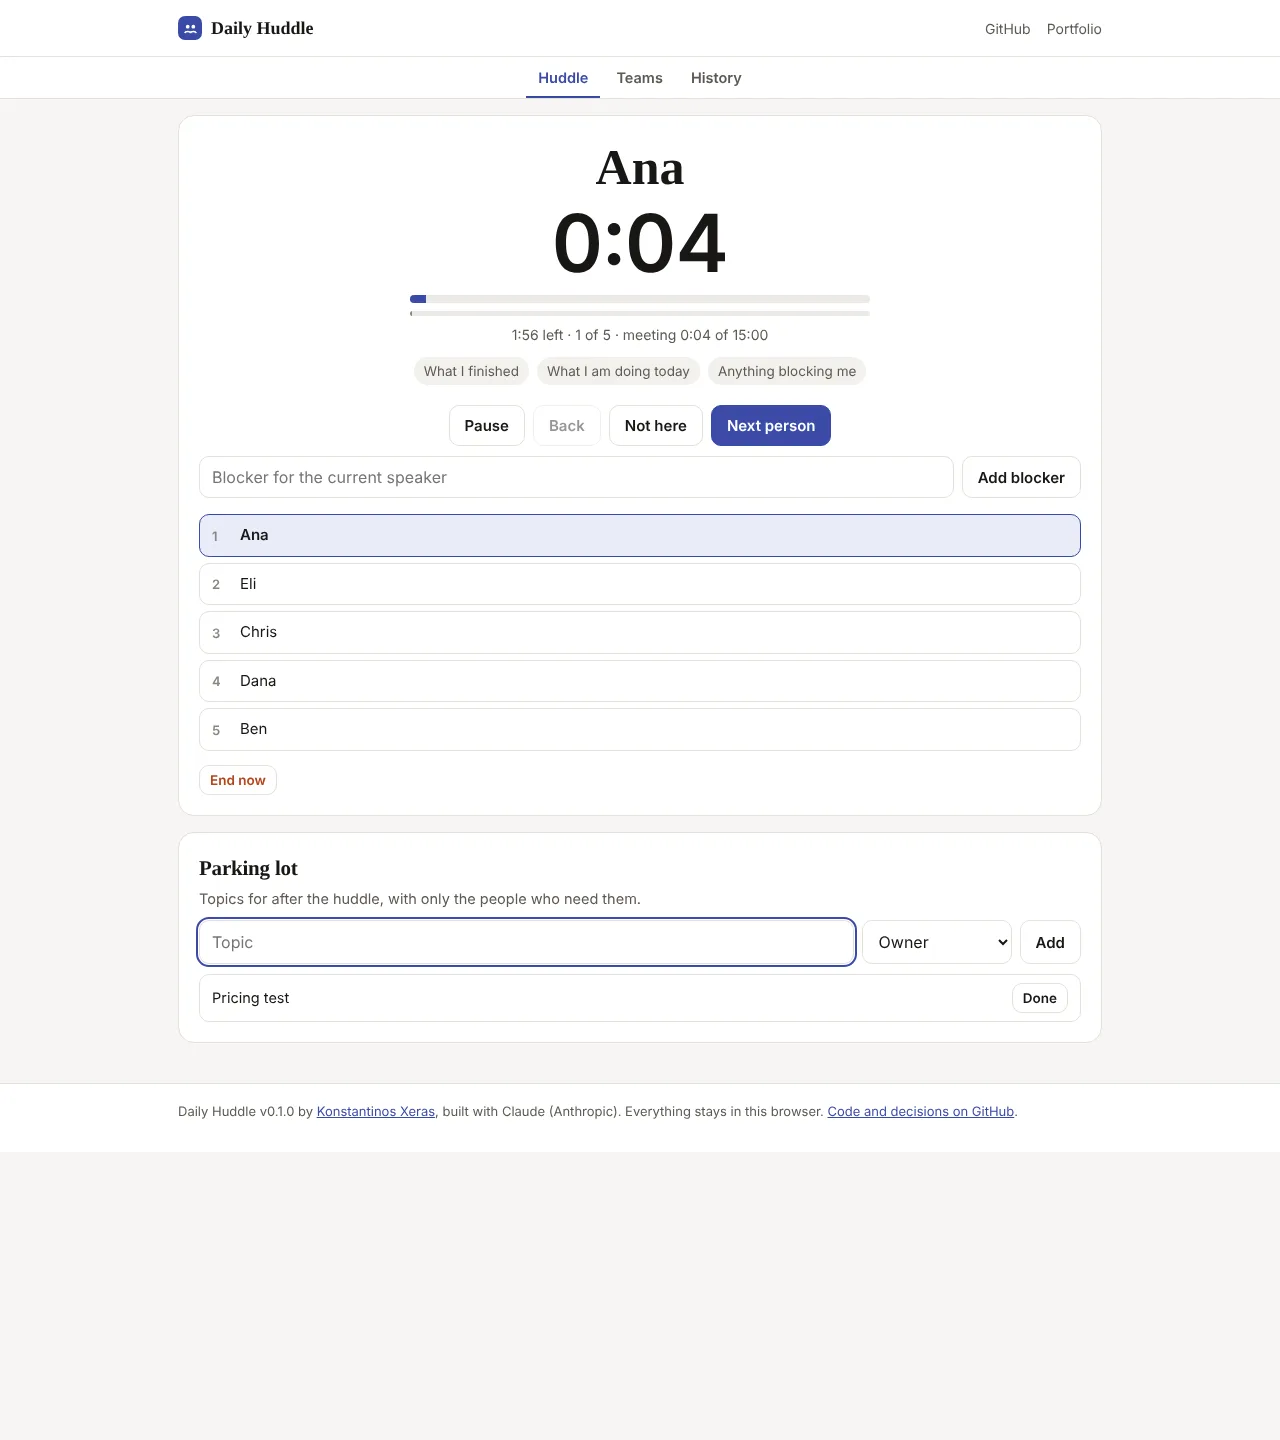 Daily Huddle
GitHub Portfolio
Huddle Teams History
Ana
0:04
1:56 left · 1 of 5 · meeting 0:04 of 15:00
What I finished What I am doing today Anything blocking me
Pause Back Not here Next person
Blocker for the current speaker Add blocker
1 Ana
2 Eli
3 Chris
4 Dana
5 Ben
End now
Parking lot
Topics for after the huddle, with only the people who need them.
Topic Owner Add
Pricing test Done
Daily Huddle v0.1.0 by Konstantinos Xeras, built with Claude (Anthropic). Everything stays in this browser. Code and decisions on GitHub.